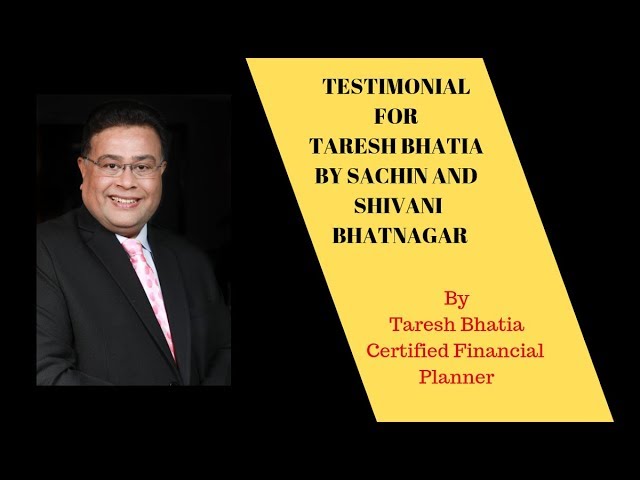 TESTIMONIAL
FOR
TARESH BHATIA
BY SACHIN AND
SHIVANI
BHATNAGAR
By
Taresh Bhatia
Certified Financial
Planner